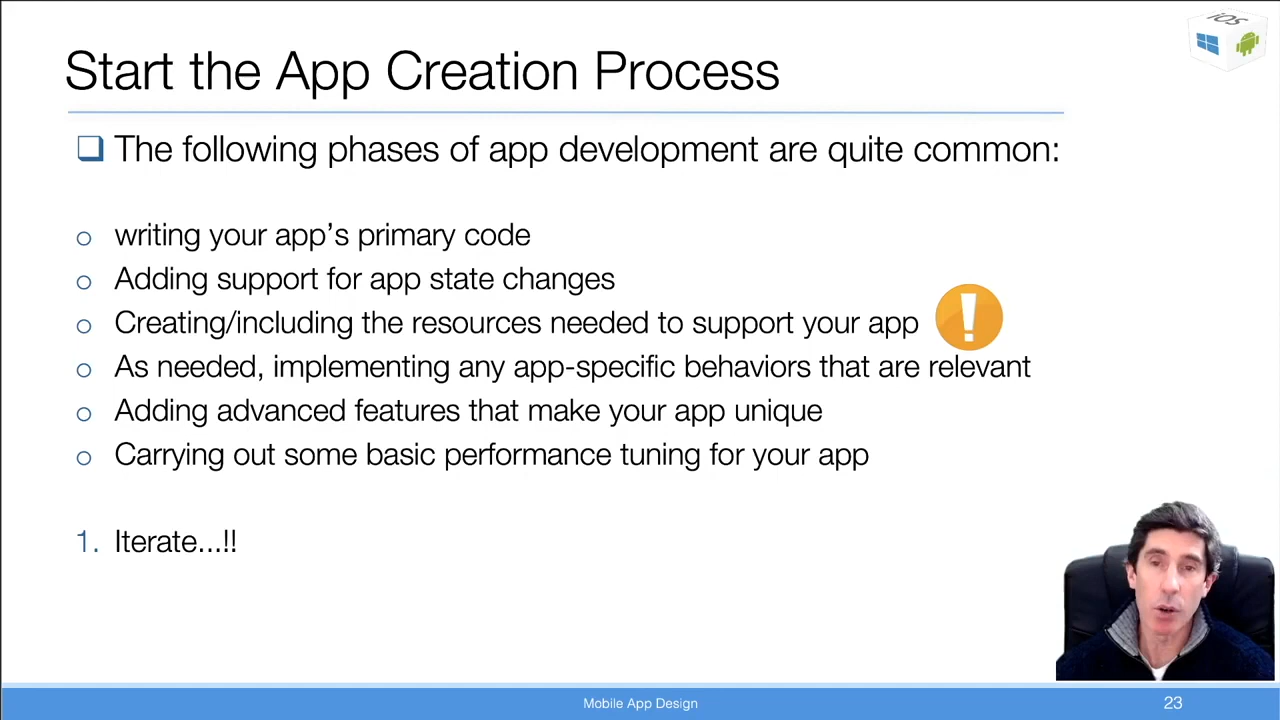 iOS
Start the App Creation Process
The following phases of app development are quite common:
writing your app’s primary code
Adding support for app state changes
Creating/including the resources needed to support your app
As needed, implementing any app-specific behaviors that are relevant
Adding advanced features that make your app unique
Carrying out some basic performance tuning for your app
1. Iterate...!!
Mobile App Design
23